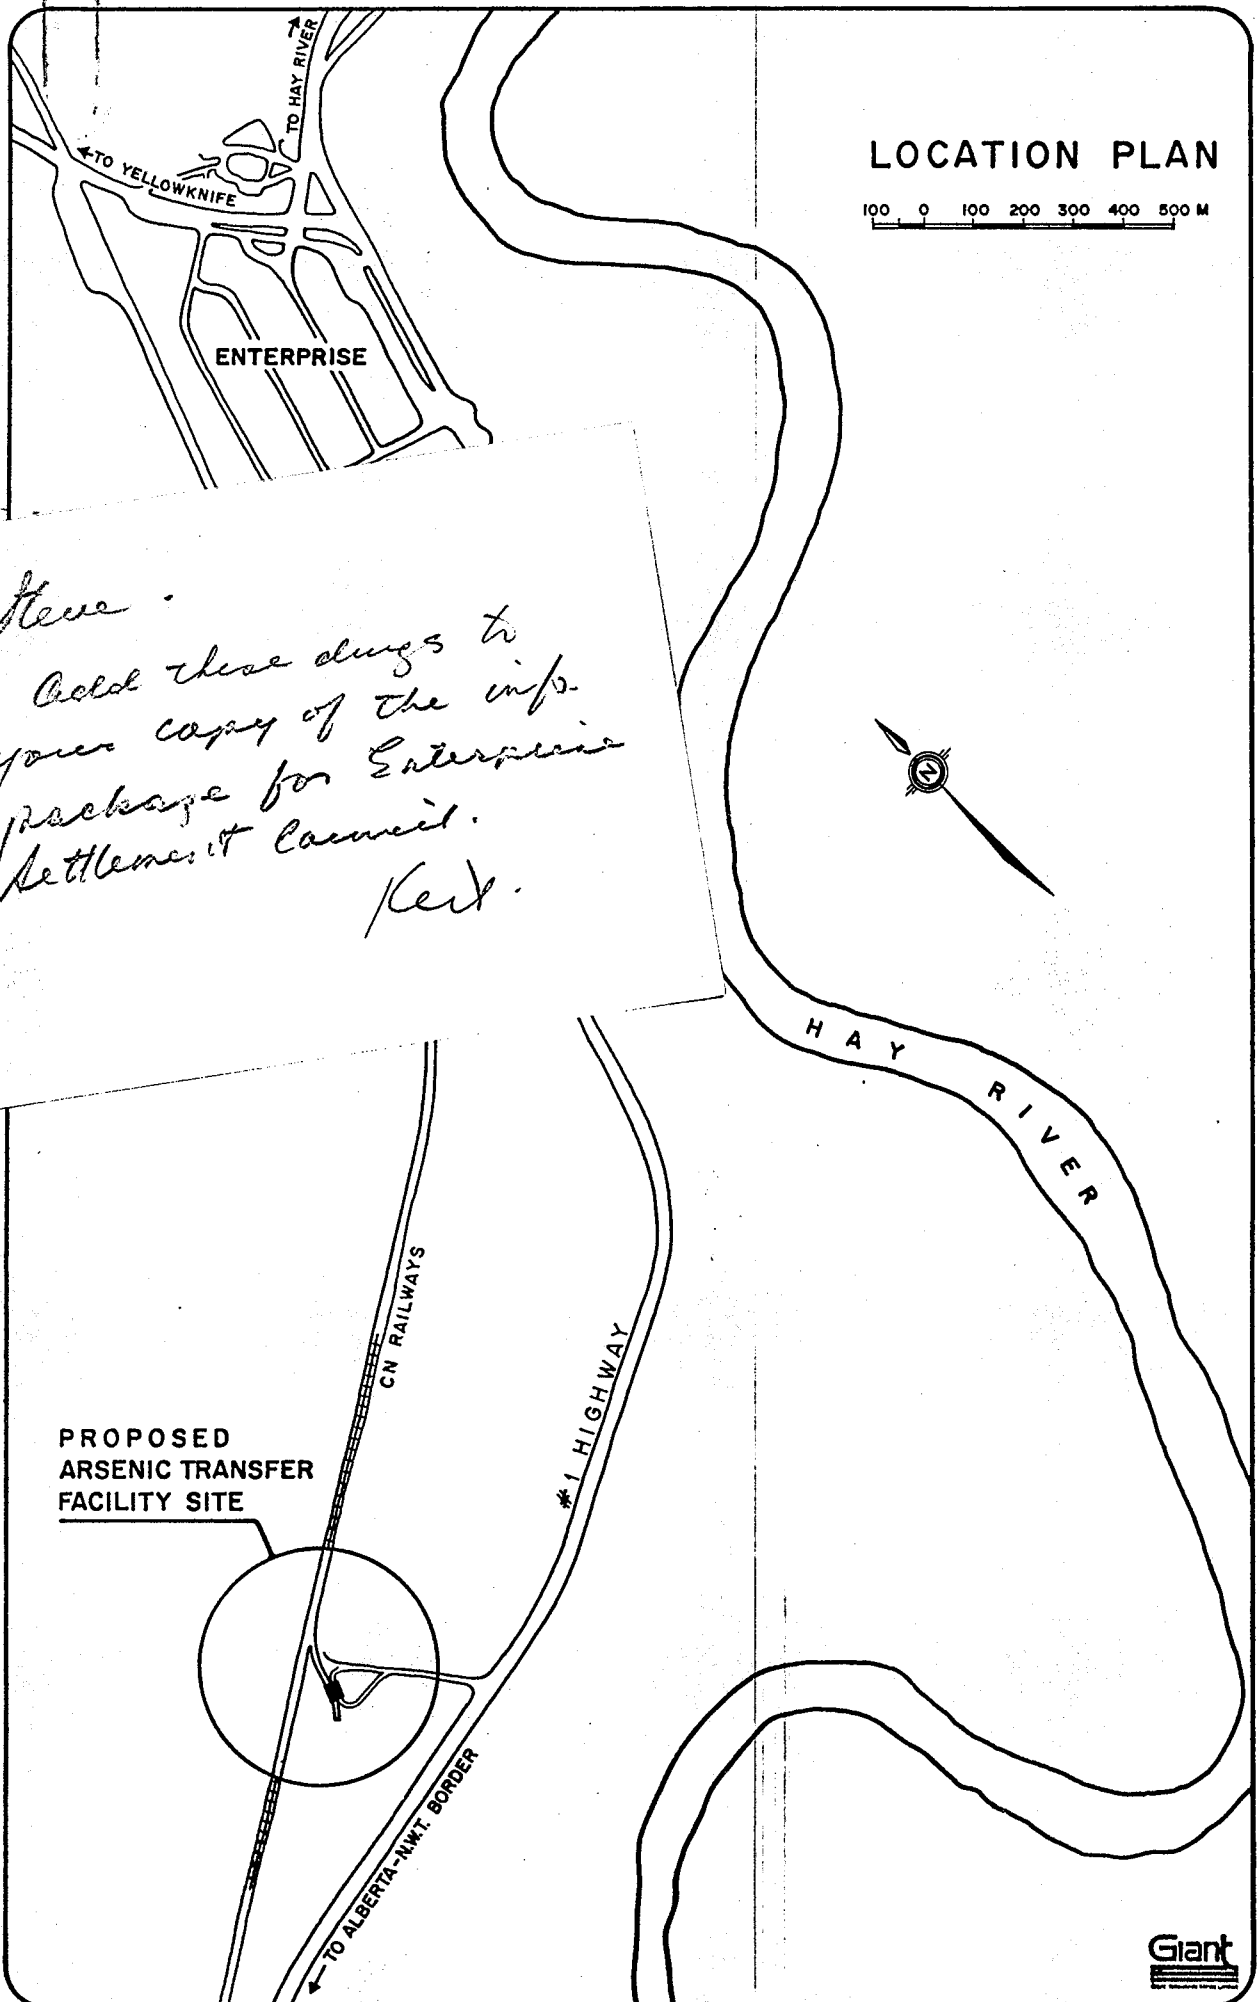 TO HAY RIVER
TO YELLOWKNIFE
LOCATION PLAN
100 0 100 200 300 400 500 M
ENTERPRISE
Steve.
Add these dwgs to
your copy of the info.
package for Enterprise
Settlement Council.
N
HAY RIVER
CN RAILWAYS
#1 HIGHWAY
PROPOSED
ARSENIC TRANSFER
FACILITY SITE
TO ALBERTA-N.W.T. BORDER
Giant